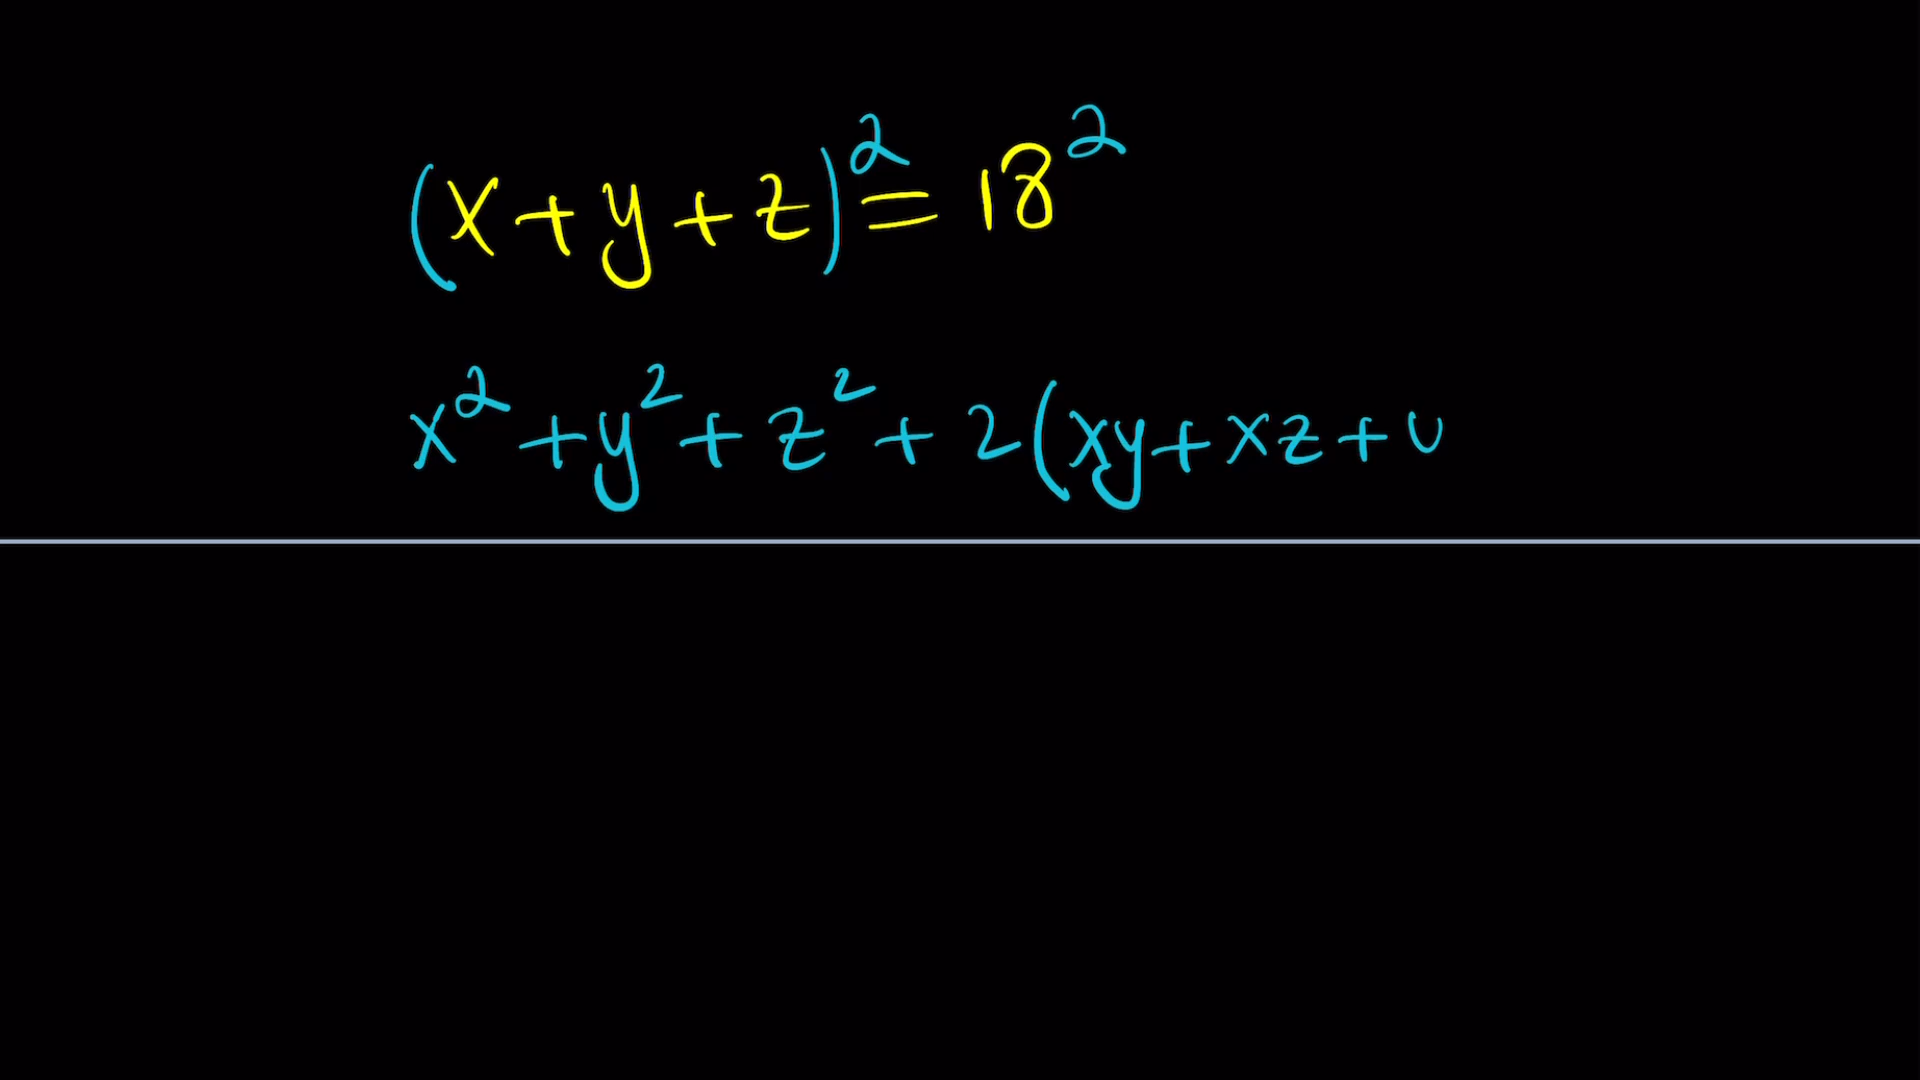 (x+y+z)² = 18²
x² + y² + z² + 2(xy + xz + υ